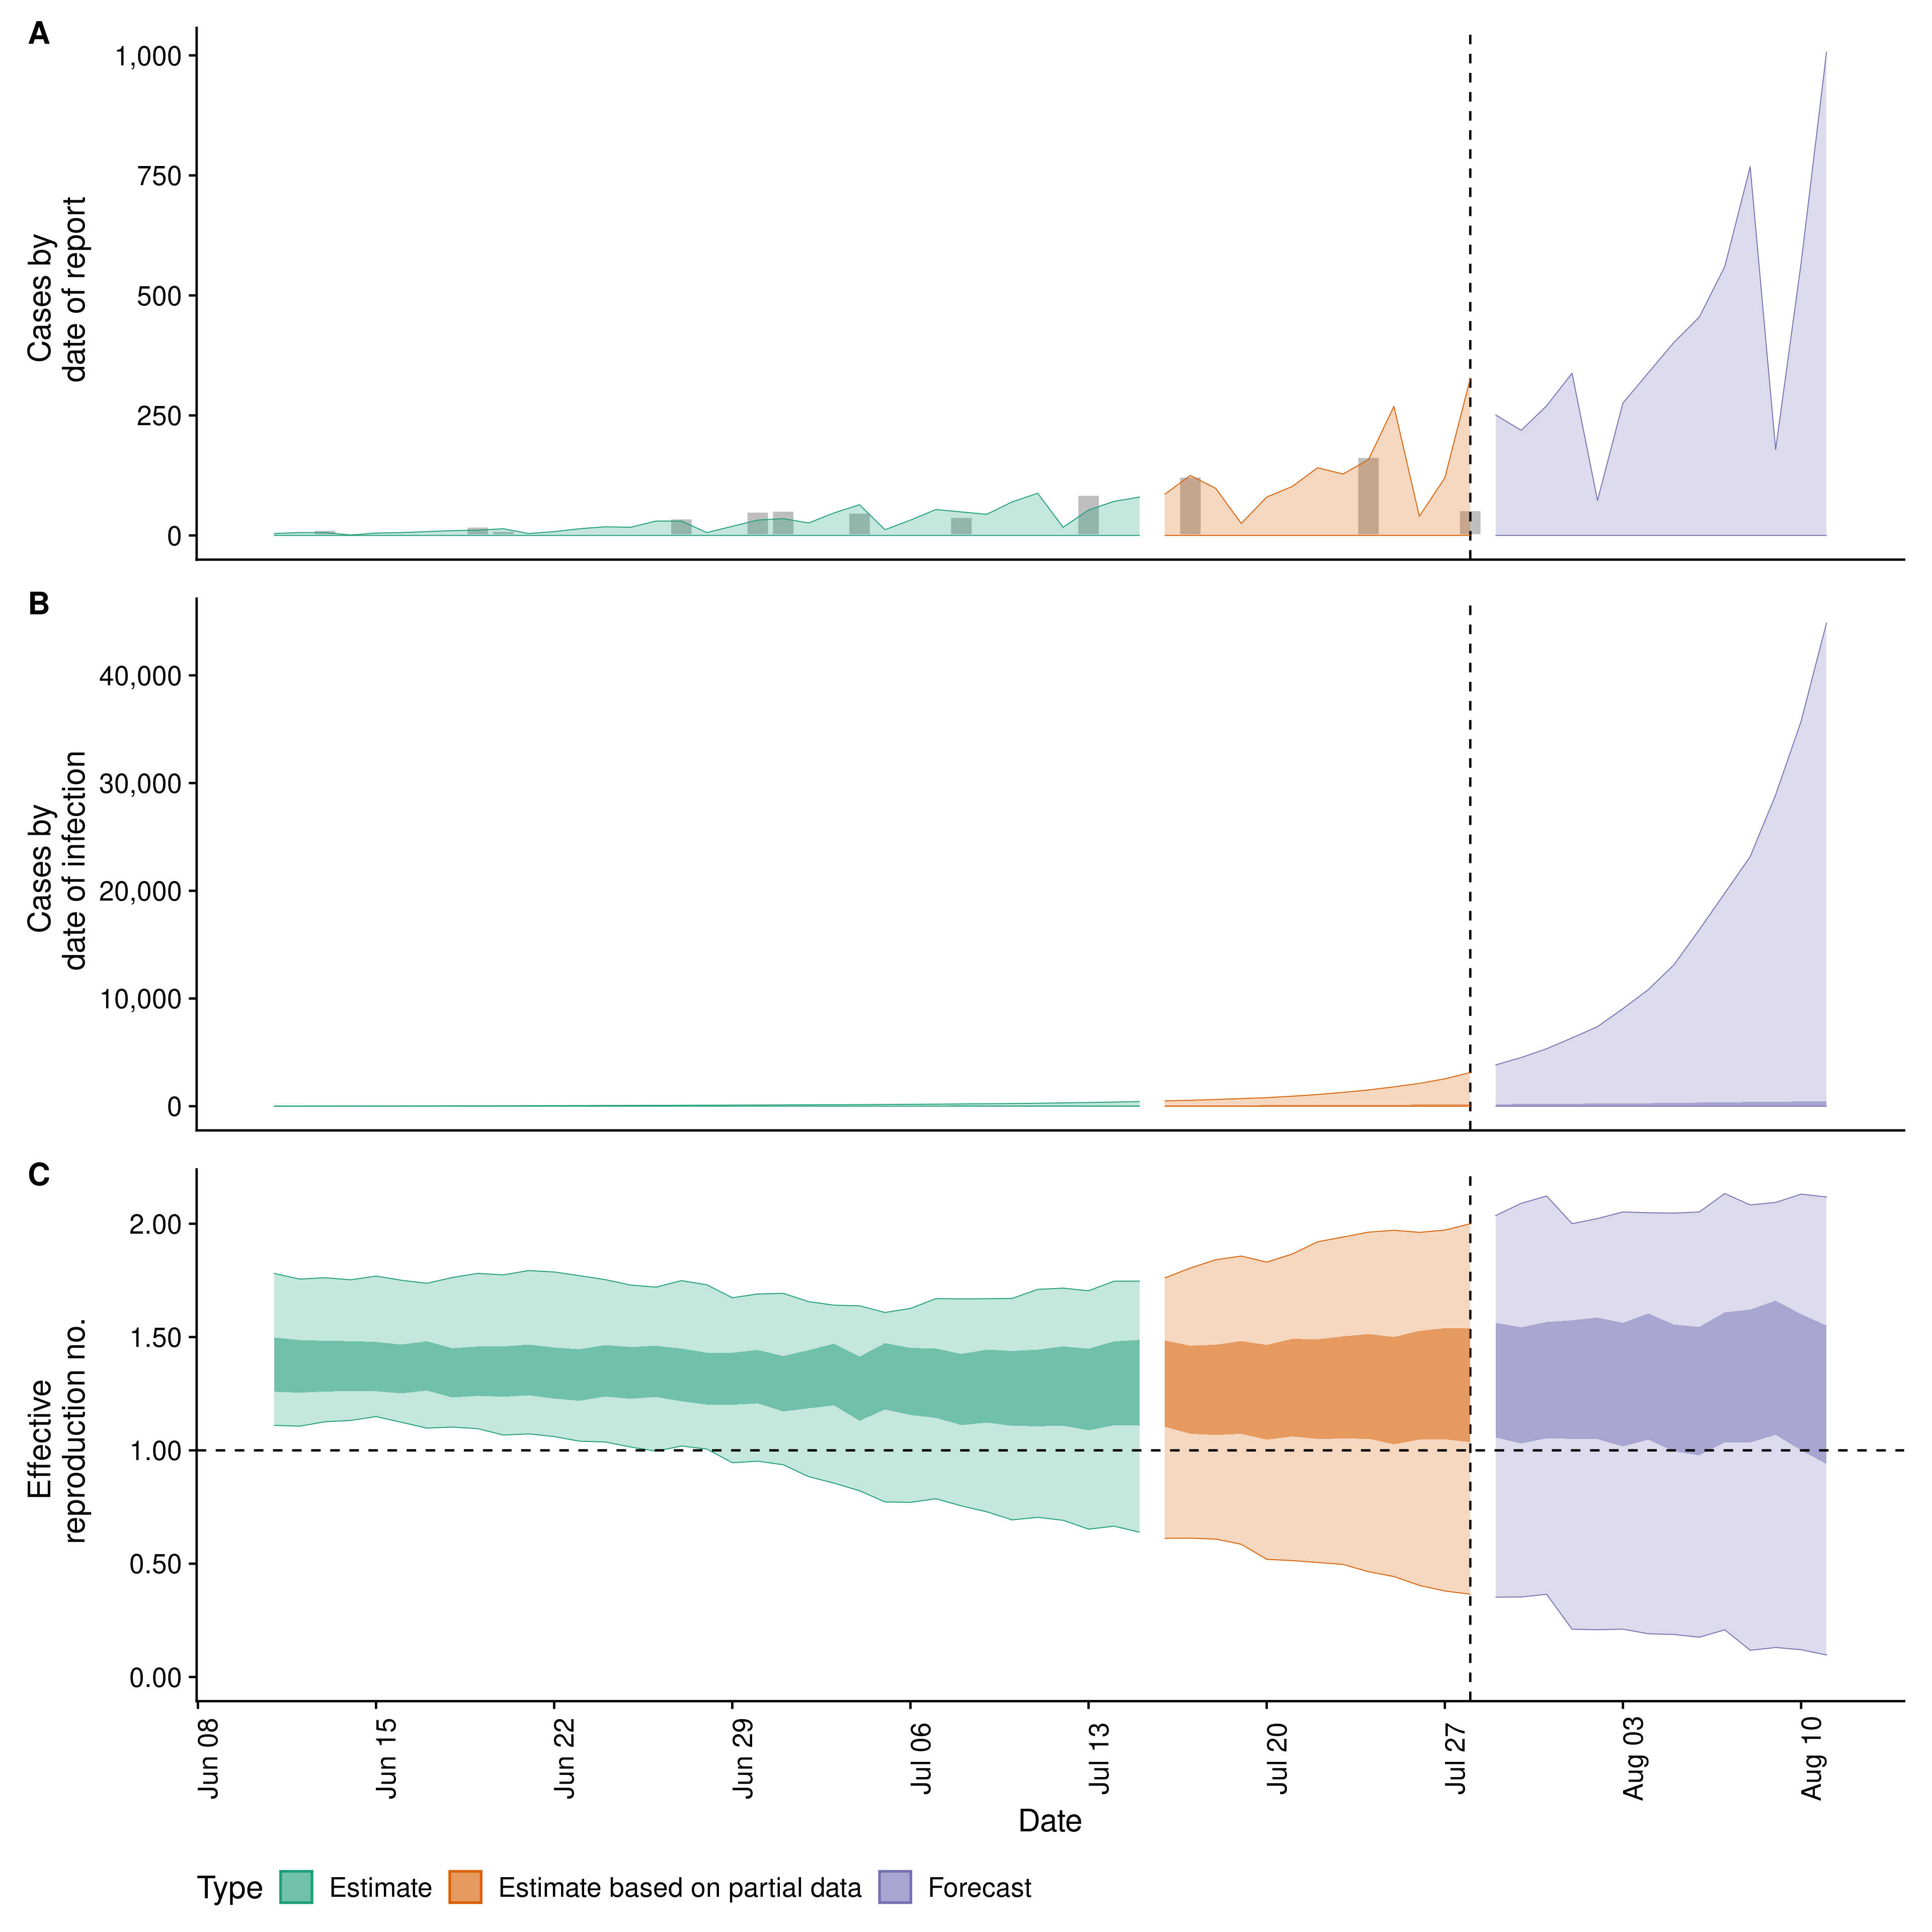 A
1,000
750
500
250
0
Cases by
date of report
B
40,000
30,000
20,000
10,000
0
Cases by
date of infection
C
2.00
1.50
1.00
0.50
0.00
Effective
reproduction no.
Jun 08
Jun 15
Jun 22
Jun 29
Jul 06
Jul 13
Jul 20
Jul 27
Aug 03
Aug 10
Date
Type Estimate Estimate based on partial data Forecast